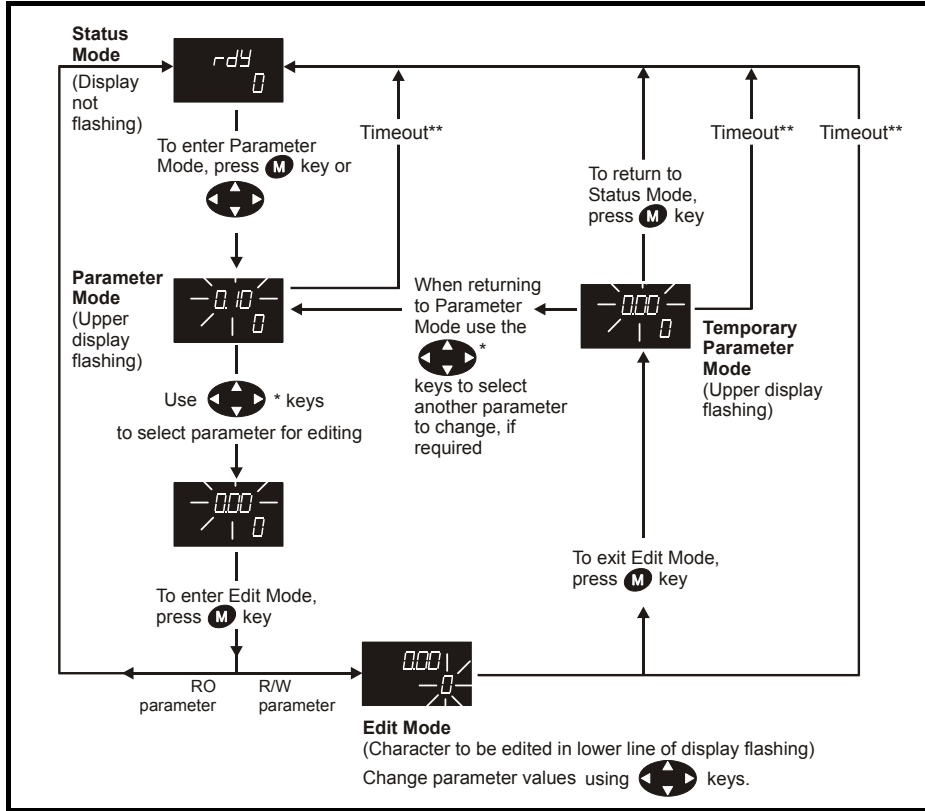 Status
Mode
(Display
not
flashing)
rdY
0
To enter Parameter
Mode, press M key or
Timeout**
To return to
Status Mode,
press M key
Timeout**
Timeout**
Parameter
Mode
(Upper
display
flashing)
0.10
0
When returning
to Parameter
Mode use the
*
keys to select
another parameter
to change, if
required
0.00
0
Temporary
Parameter
Mode
(Upper display
flashing)
Use * keys
to select parameter for editing
0.00
0
To enter Edit Mode,
press M key
To exit Edit Mode,
press M key
RO
parameter
R/W
parameter
0.00
0
Edit Mode
(Character to be edited in lower line of display flashing)
Change parameter values using keys.